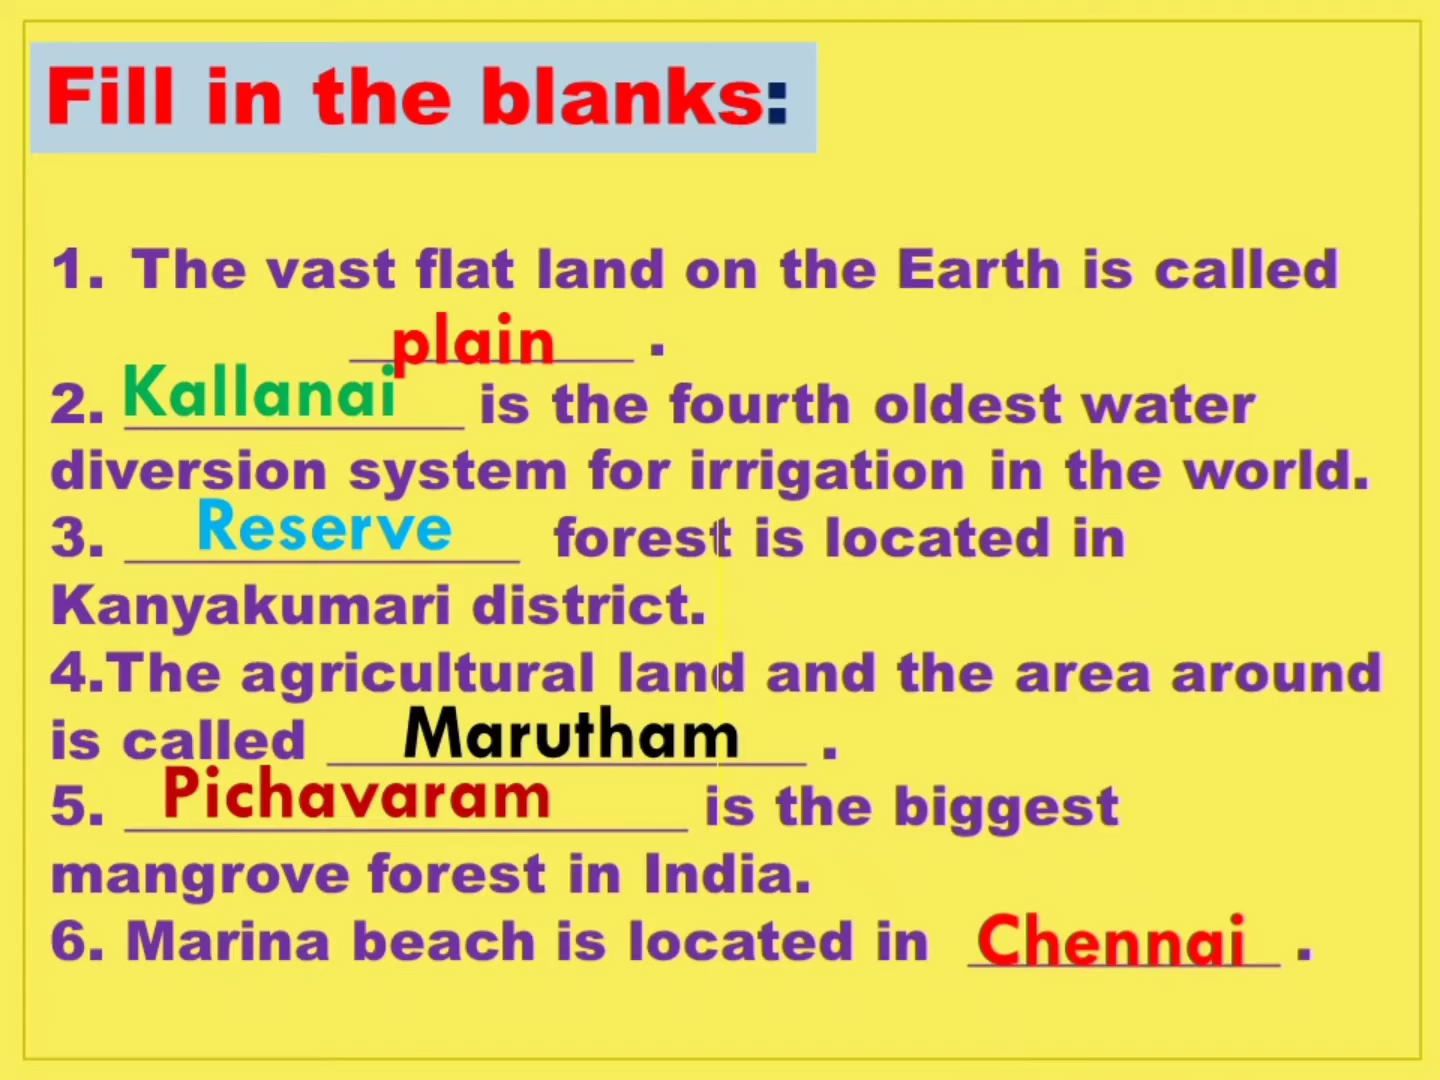 Fill in the blanks:
1. The vast flat land on the Earth is called
plain .
2. Kallanai is the fourth oldest water
diversion system for irrigation in the world.
3. Reserve forest is located in
Kanyakumari district.
4.The agricultural land and the area around
is called Marutham .
5. Pichavaram is the biggest
mangrove forest in India.
6. Marina beach is located in Chennai .